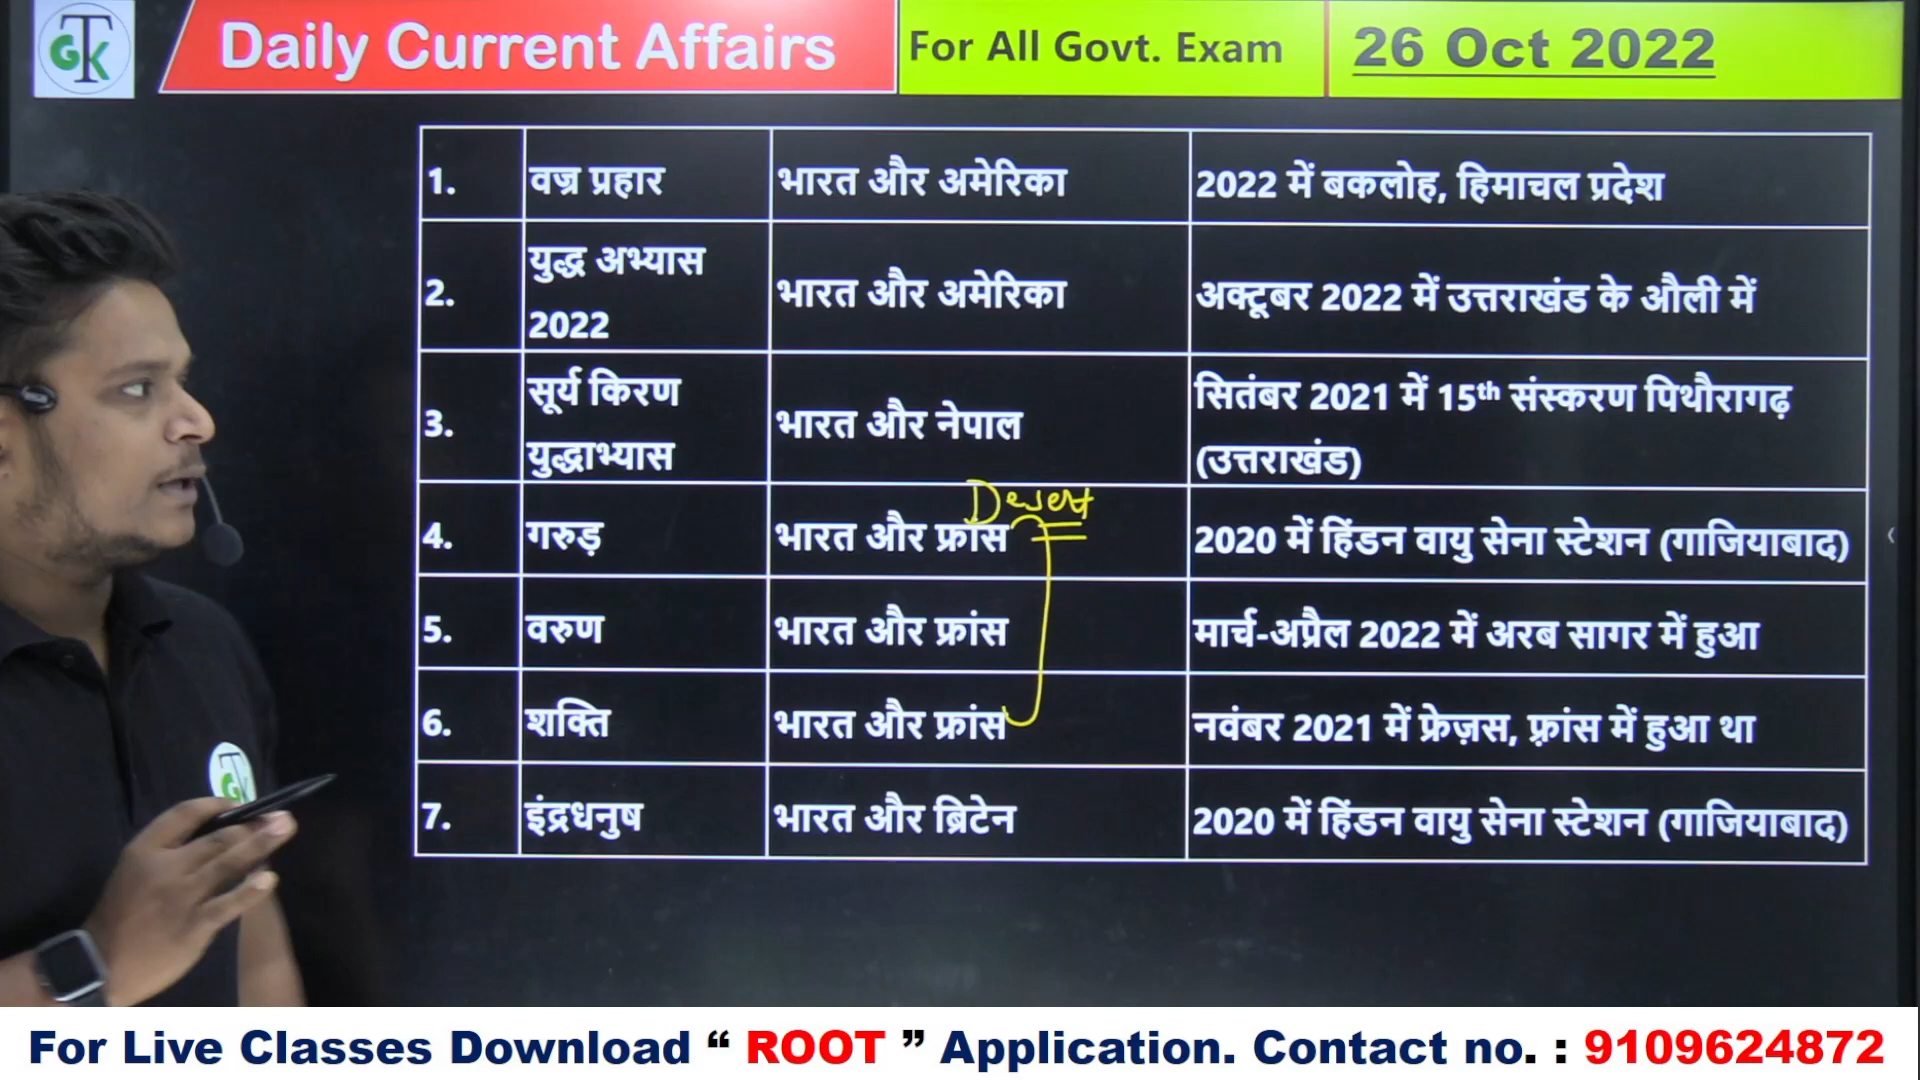 GTK
Daily Current Affairs
For All Govt. Exam
26 Oct 2022
1. वज्र प्रहार भारत और अमेरिका 2022 में बकलोह, हिमाचल प्रदेश
2. युद्ध अभ्यास 2022 भारत और अमेरिका अक्टूबर 2022 में उत्तराखंड के औली में
3. सूर्य किरण युद्धाभ्यास भारत और नेपाल सितंबर 2021 में 15th संस्करण पिथौरागढ़ (उत्तराखंड)
Desert
4. गरुड़ भारत और फ्रांस 2020 में हिंडन वायु सेना स्टेशन (गाजियाबाद)
5. वरुण भारत और फ्रांस मार्च-अप्रैल 2022 में अरब सागर में हुआ
6. शक्ति भारत और फ्रांस नवंबर 2021 में फ्रेज़स, फ़्रांस में हुआ था
7. इंद्रधनुष भारत और ब्रिटेन 2020 में हिंडन वायु सेना स्टेशन (गाजियाबाद)
GTK
For Live Classes Download “ ROOT ” Application. Contact no. : 9109624872